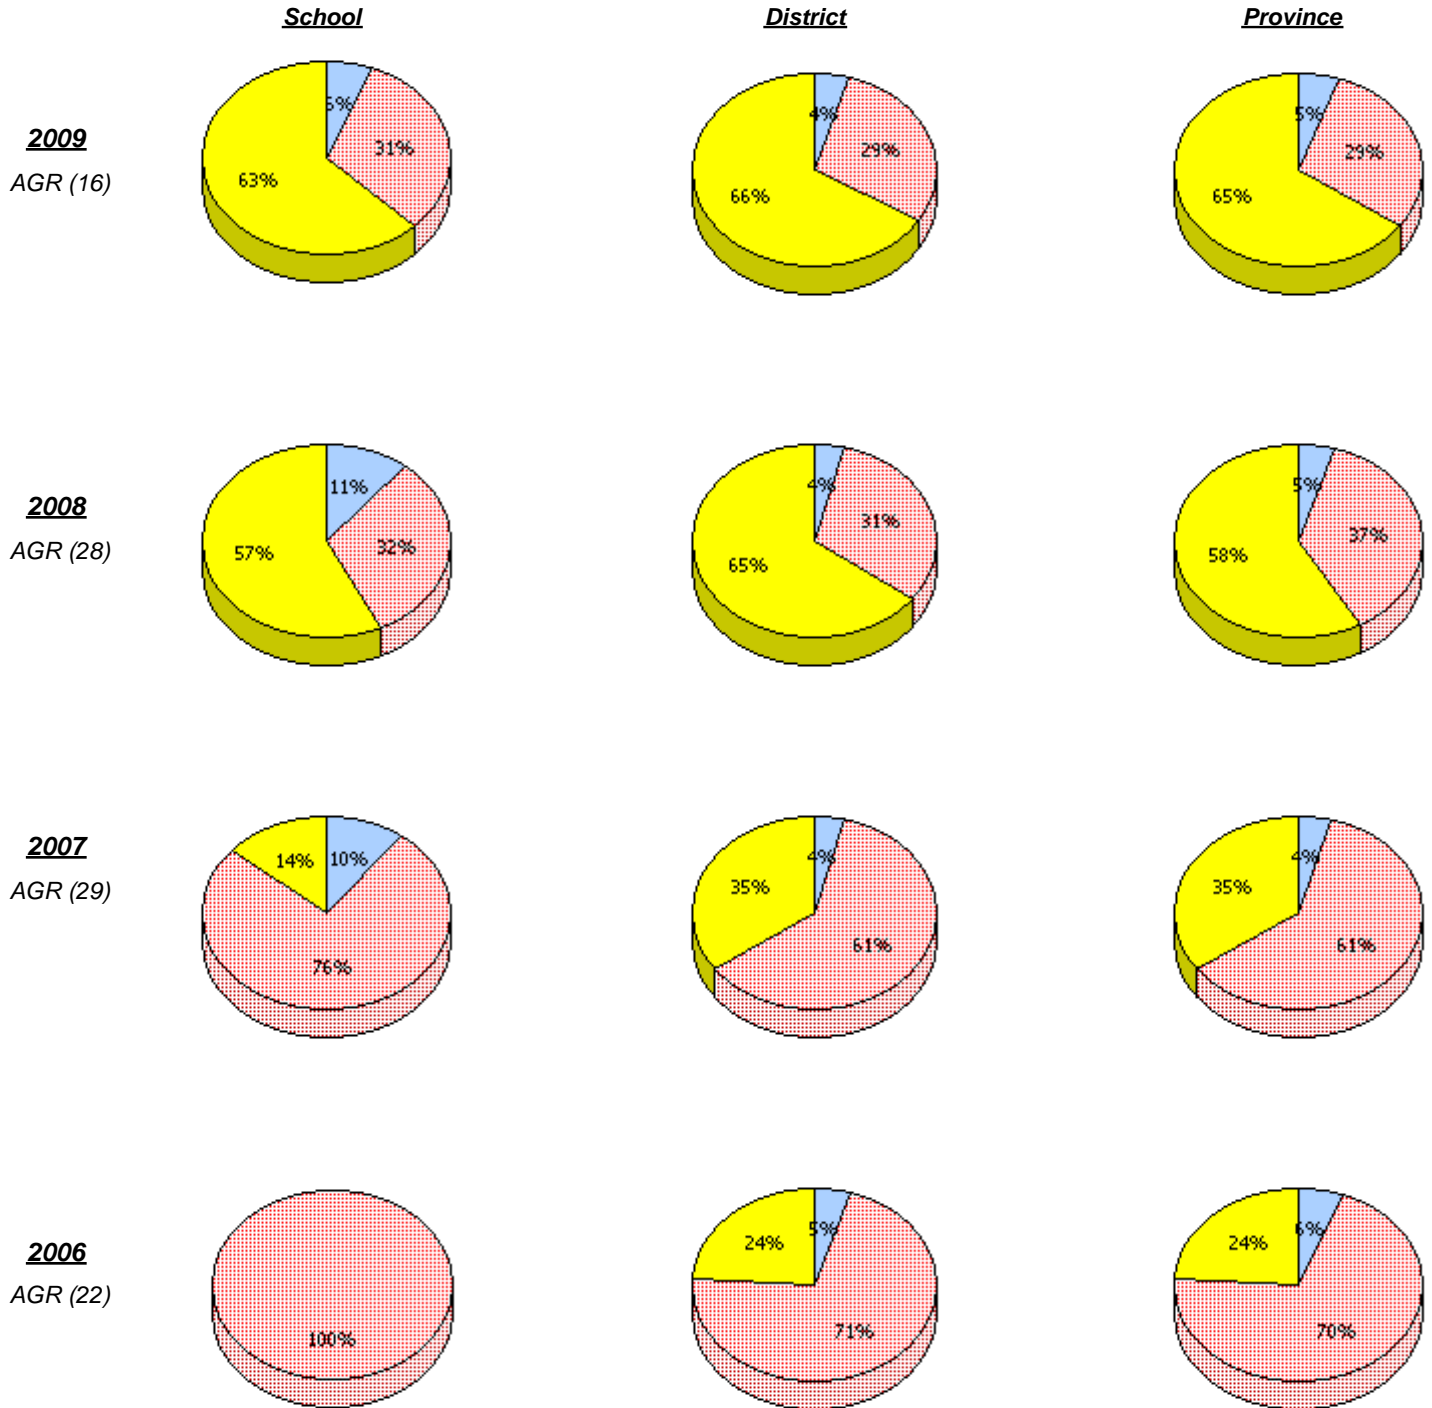 School District Province
2009
AGR (16)
5% 31% 63%
4% 29% 66%
5% 29% 65%
2008
AGR (28)
11% 32% 57%
4% 31% 65%
5% 37% 58%
2007
AGR (29)
14% 10% 76%
4% 35% 61%
4% 35% 61%
2006
AGR (22)
100%
5% 24% 71%
6% 24% 70%